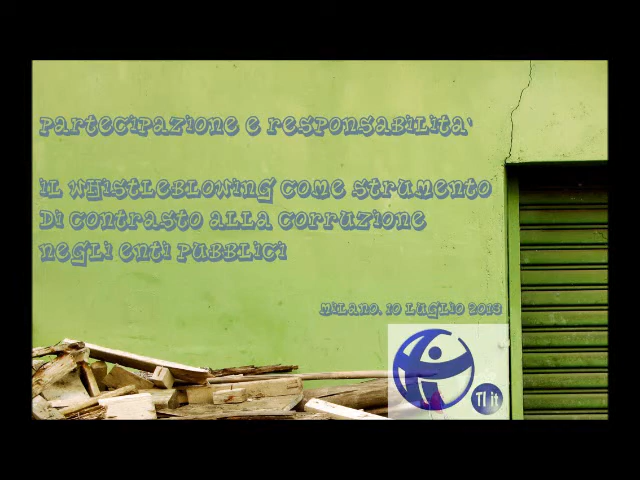 Partecipazione e responsabilita'
il whistleblowing come strumento
di contrasto alla corruzione
negli enti pubblici
Milano, 10 luglio 2013
TI it